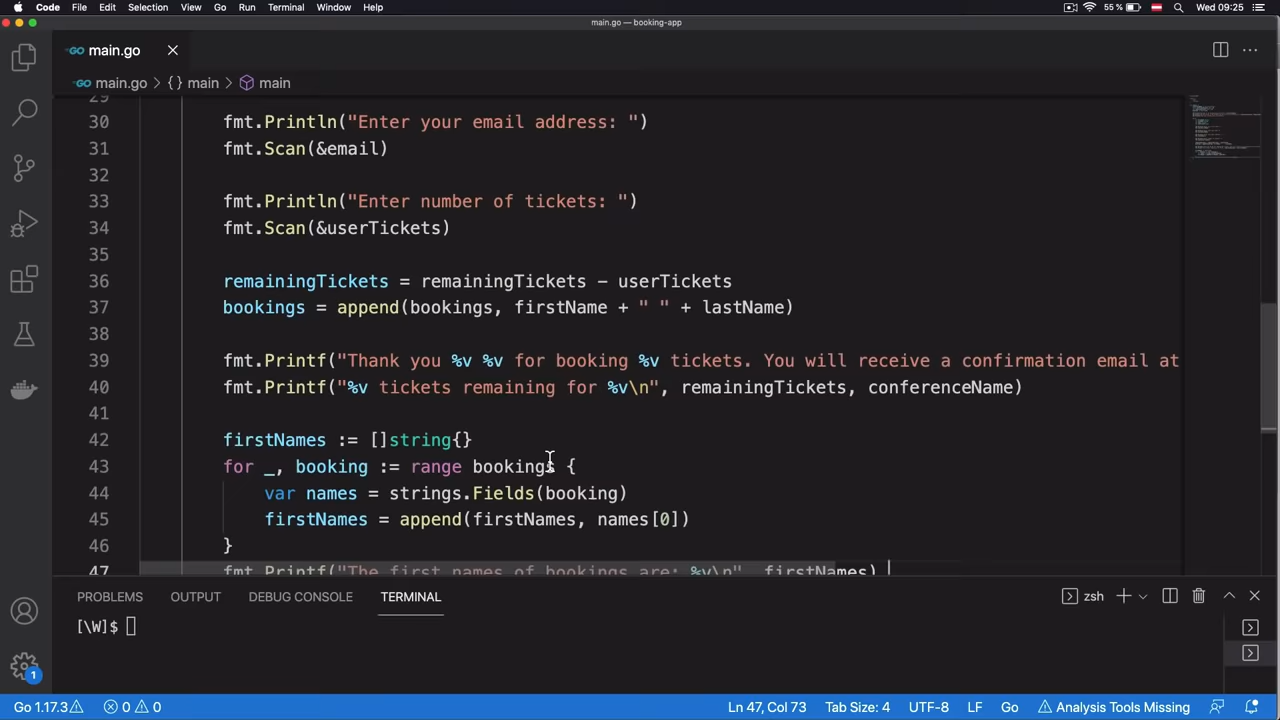 Code File Edit Selection View Go Run Terminal Window Help 55 % Wed 09:25
main.go — booking-app
main.go
main.go > {} main > main
29
30 fmt.Println("Enter your email address: ")
31 fmt.Scan(&email)
32
33 fmt.Println("Enter number of tickets: ")
34 fmt.Scan(&userTickets)
35
36 remainingTickets = remainingTickets - userTickets
37 bookings = append(bookings, firstName + " " + lastName)
38
39 fmt.Printf("Thank you %v %v for booking %v tickets. You will receive a confirmation email at
40 fmt.Printf("%v tickets remaining for %v\n", remainingTickets, conferenceName)
41
42 firstNames := []string{}
43 for _, booking := range bookings {
44 var names = strings.Fields(booking)
45 firstNames = append(firstNames, names[0])
46 }
47 fmt.Printf("The first names of bookings are: %v\n", firstNames)
PROBLEMS OUTPUT DEBUG CONSOLE TERMINAL zsh
[\W]$
1
Go 1.17.3 0 0 Ln 47, Col 73 Tab Size: 4 UTF-8 LF Go Analysis Tools Missing